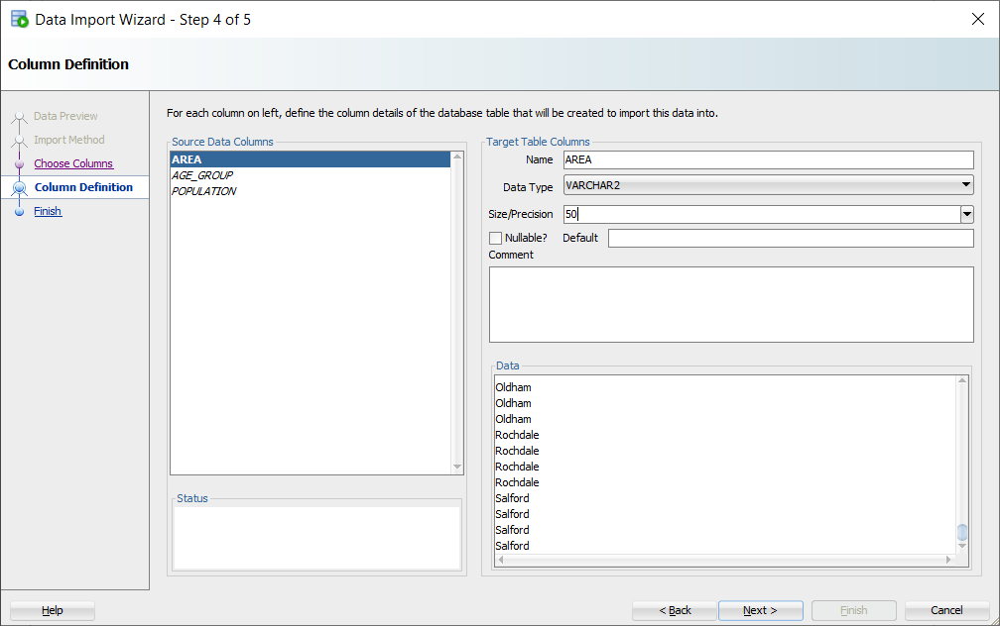 Data Import Wizard - Step 4 of 5
Column Definition
Data Preview
Import Method
Choose Columns
Column Definition
Finish
For each column on left, define the column details of the database table that will be created to import this data into.
Source Data Columns
AREA
AGE_GROUP
POPULATION
Status
Target Table Columns
Name AREA
Data Type VARCHAR2
Size/Precision 50
Nullable? Default
Comment
Data
Oldham
Oldham
Oldham
Rochdale
Rochdale
Rochdale
Rochdale
Salford
Salford
Salford
Salford
Help < Back Next > Finish Cancel